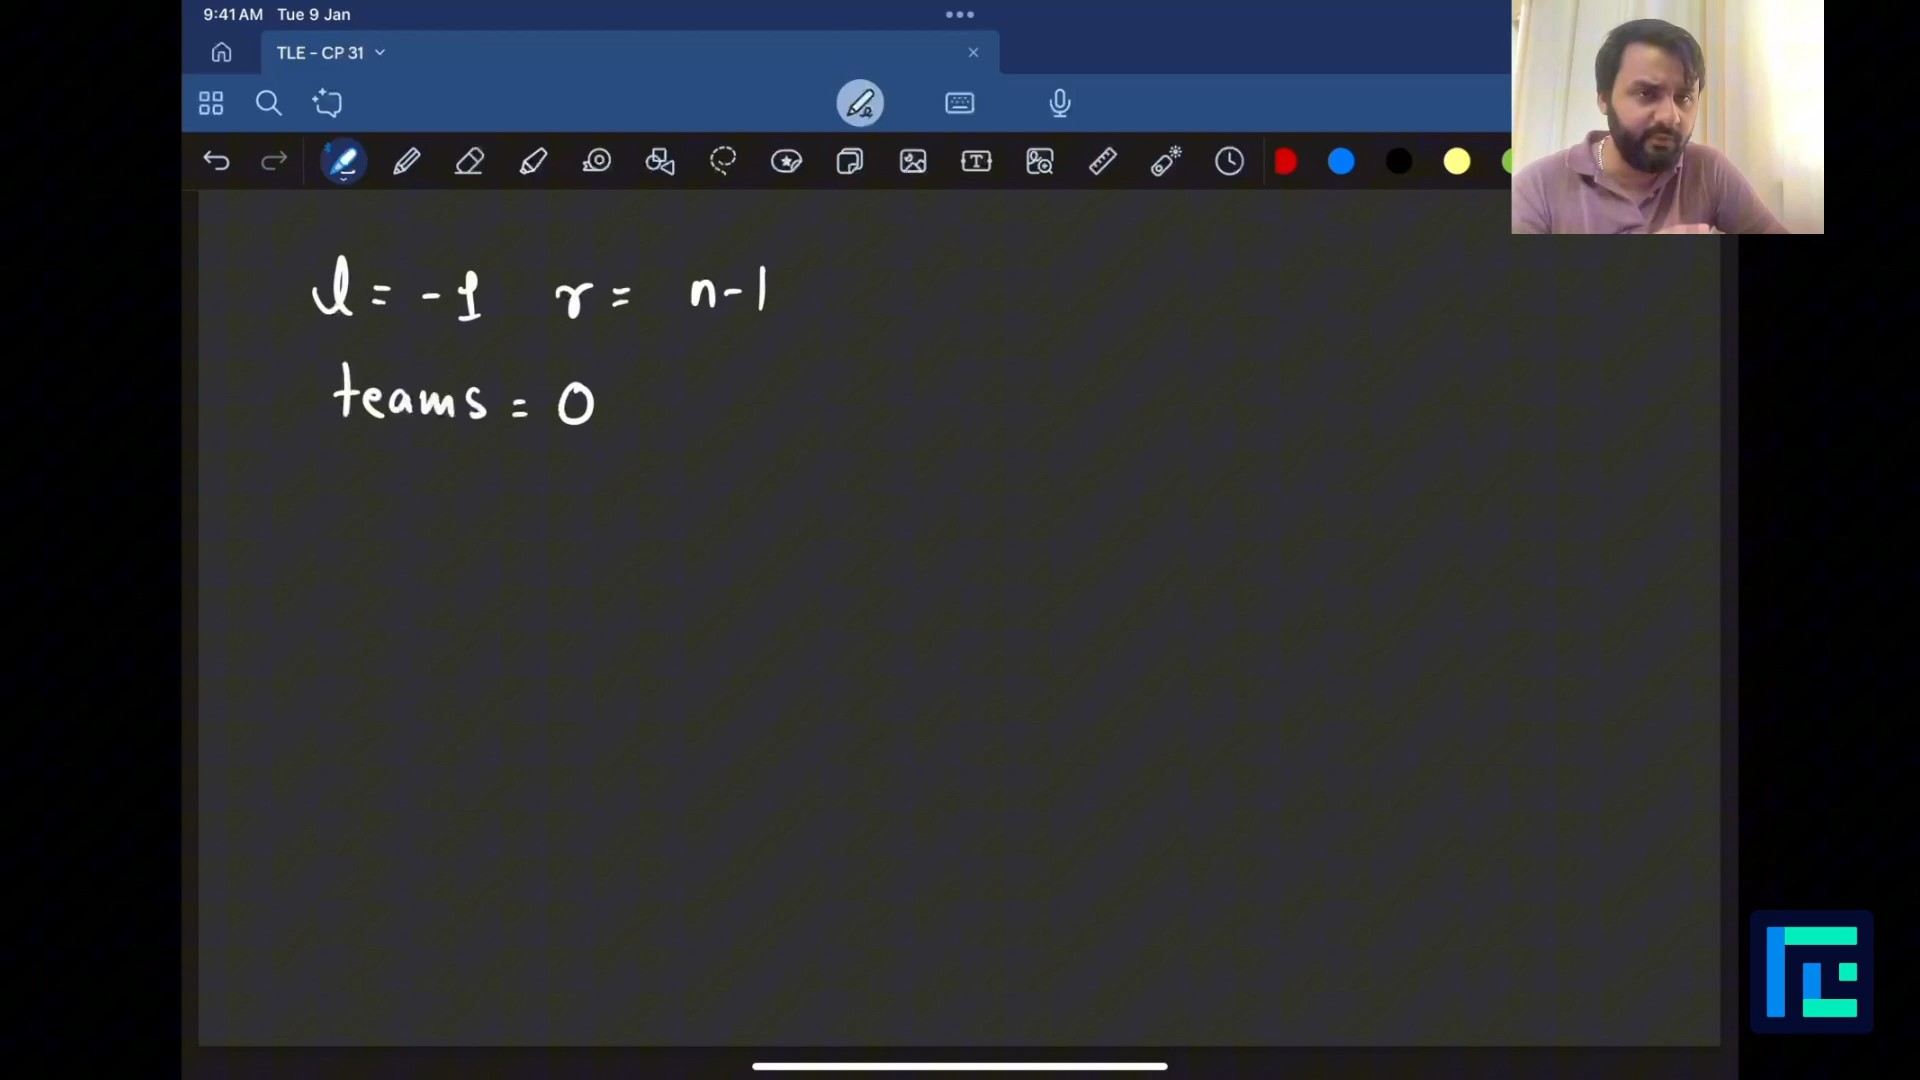 9:41 AM Tue 9 Jan
TLE - CP 31
l = -1 r = n-1
teams = 0